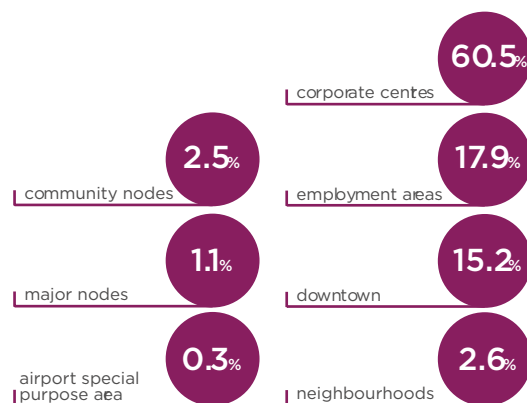 60.5%
corporate centes
2.5%
community nodes
17.9%
empbyment aeas
1.1%
major nodes
15.2%
downtown
0.3%
airport special
purpose aea
2.6%
neighbourhoods